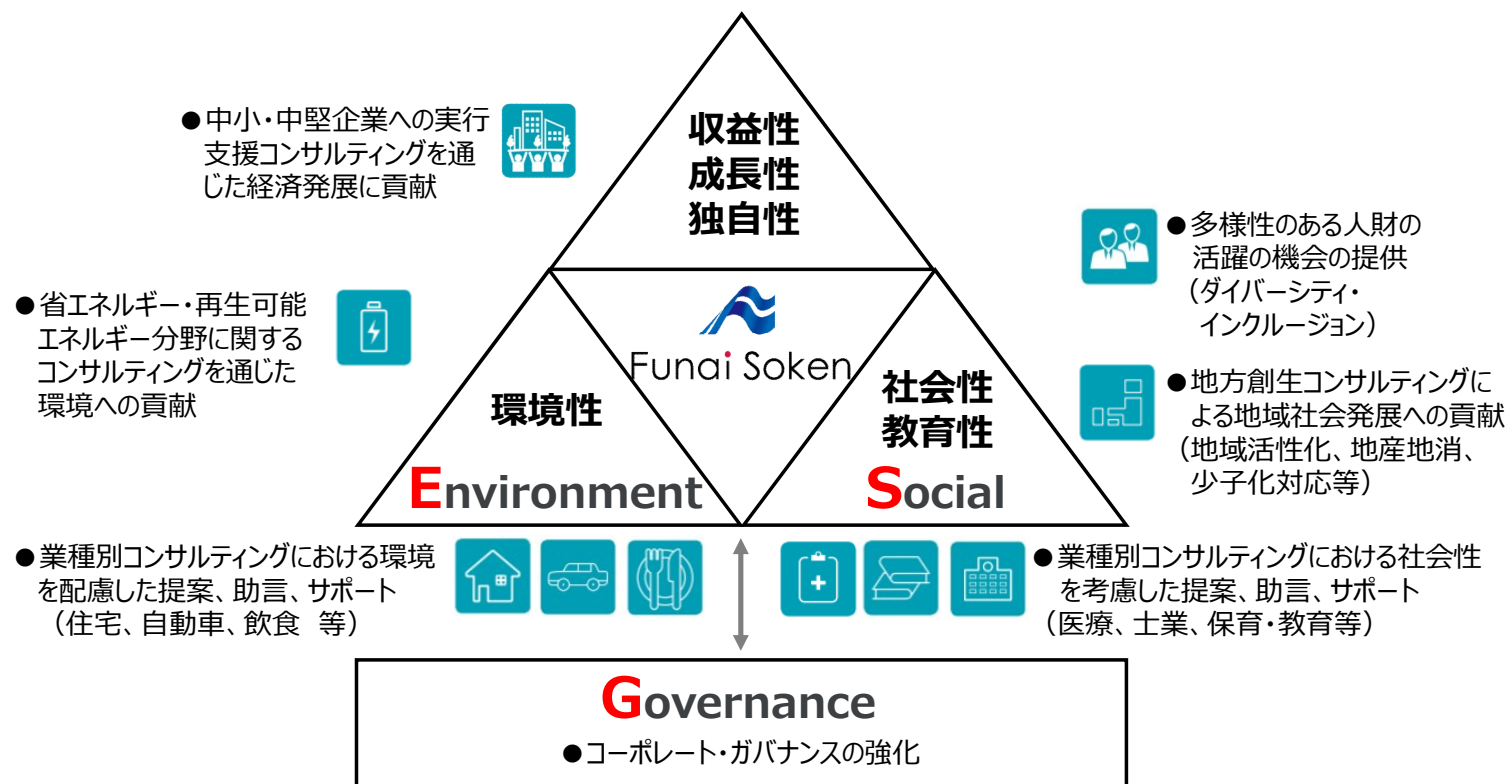 収益性
成長性
独自性
●中小・中堅企業への実行
支援コンサルティングを通
じた経済発展に貢献
●多様性のある人財の
活躍の機会の提供
（ダイバーシティ・
インクルージョン）
●省エネルギー・再生可能
エネルギー分野に関する
コンサルティングを通じた
環境への貢献
Funai Soken
環境性
Environment
社会性
教育性
Social
●地方創生コンサルティングに
よる地域社会発展への貢献
（地域活性化、地産地消、
少子化対応等）
●業種別コンサルティングにおける環境
を配慮した提案、助言、サポート
（住宅、自動車、飲食　等）
●業種別コンサルティングにおける社会性
を考慮した提案、助言、サポート
（医療、士業、保育・教育等）
Governance
●コーポレート・ガバナンスの強化